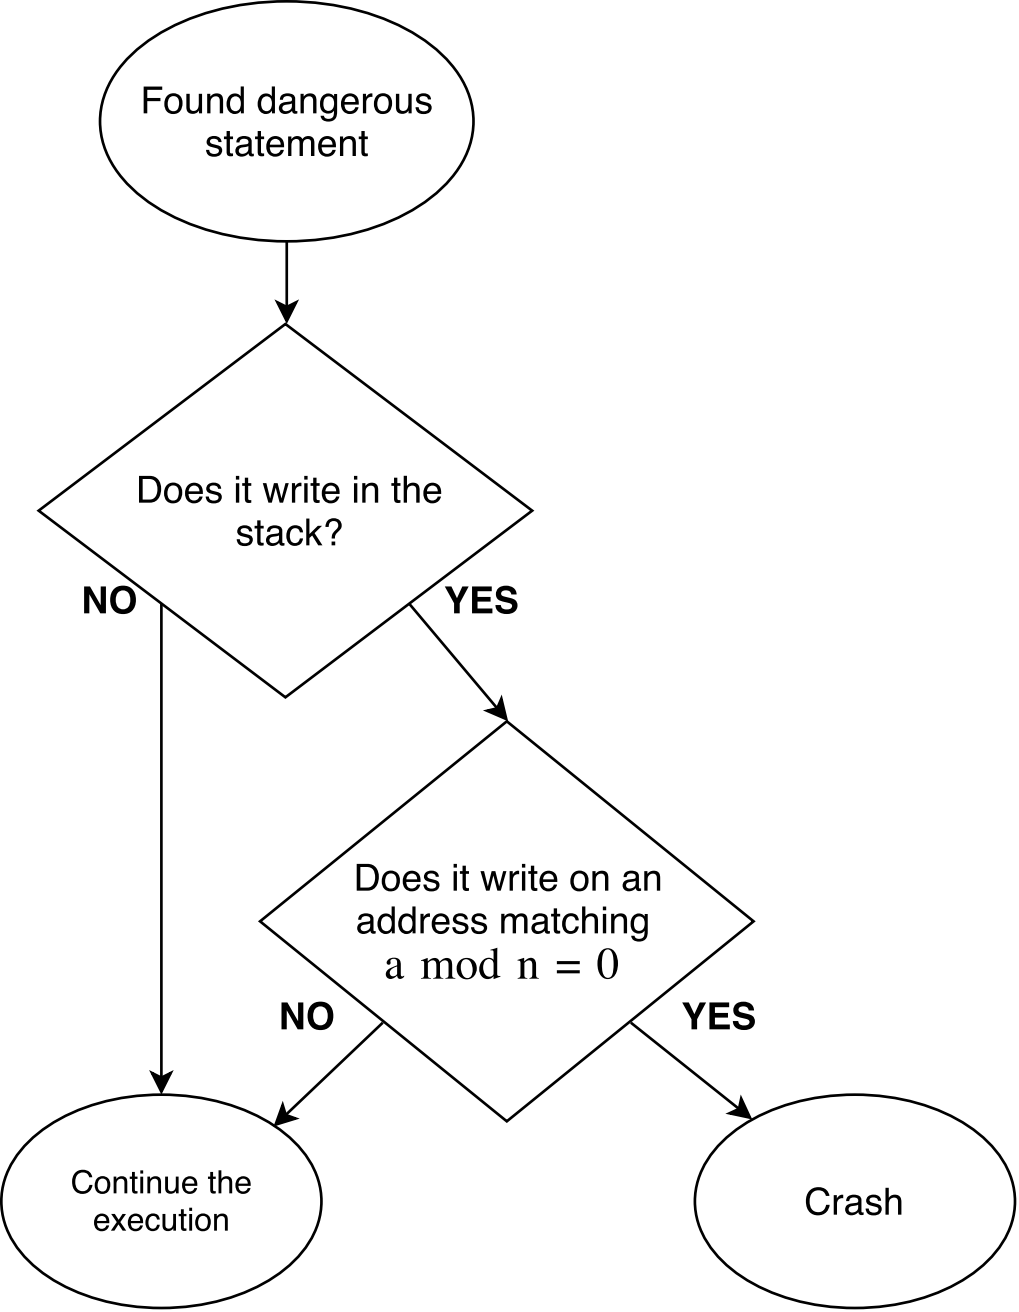 Found dangerous
statement
Does it write in the
stack?
NO
YES
Does it write on an
address matching
a mod n = 0
NO
YES
Continue the
execution
Crash